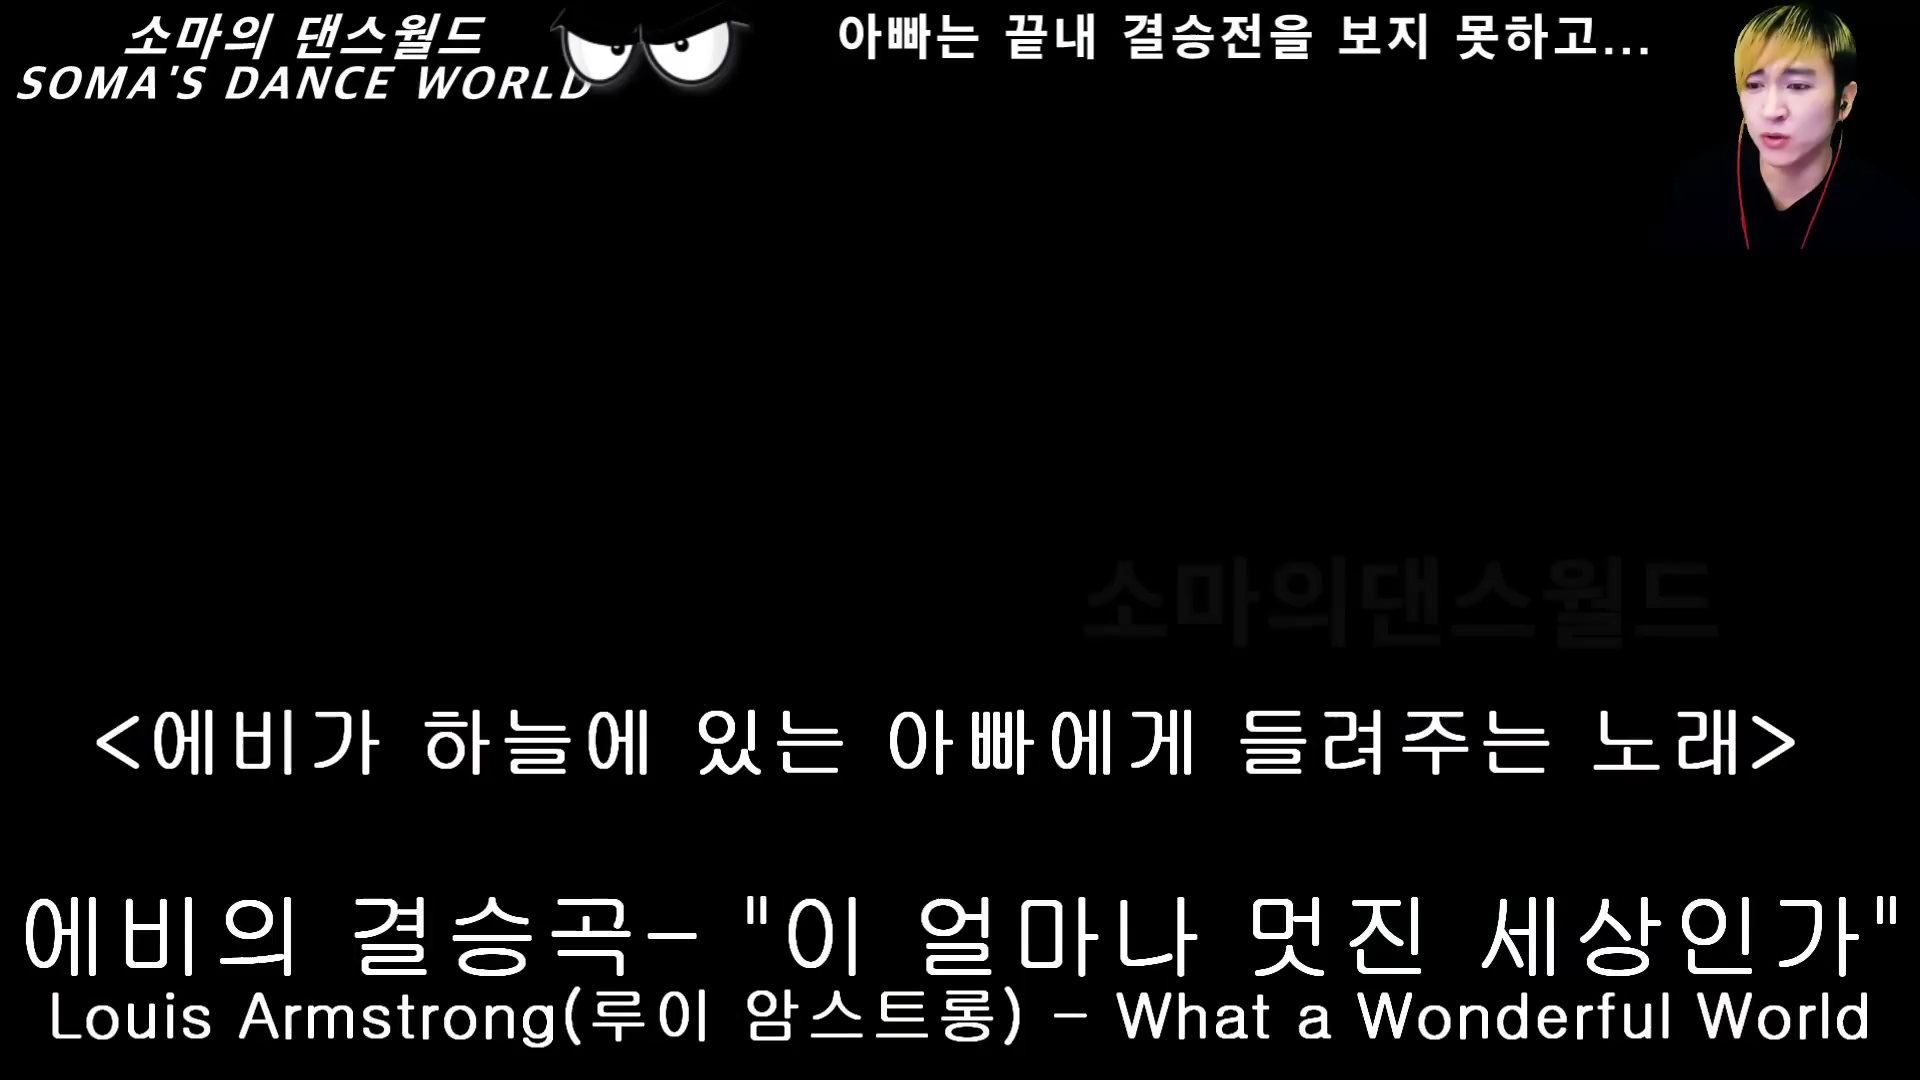 소마의 댄스월드
SOMA'S DANCE WORLD
아빠는 끝내 결승전을 보지 못하고...
소마의댄스월드
<에비가 하늘에 있는 아빠에게 들려주는 노래>
에비의 결승곡- "이 얼마나 멋진 세상인가"
Louis Armstrong(루이 암스트롱) - What a Wonderful World